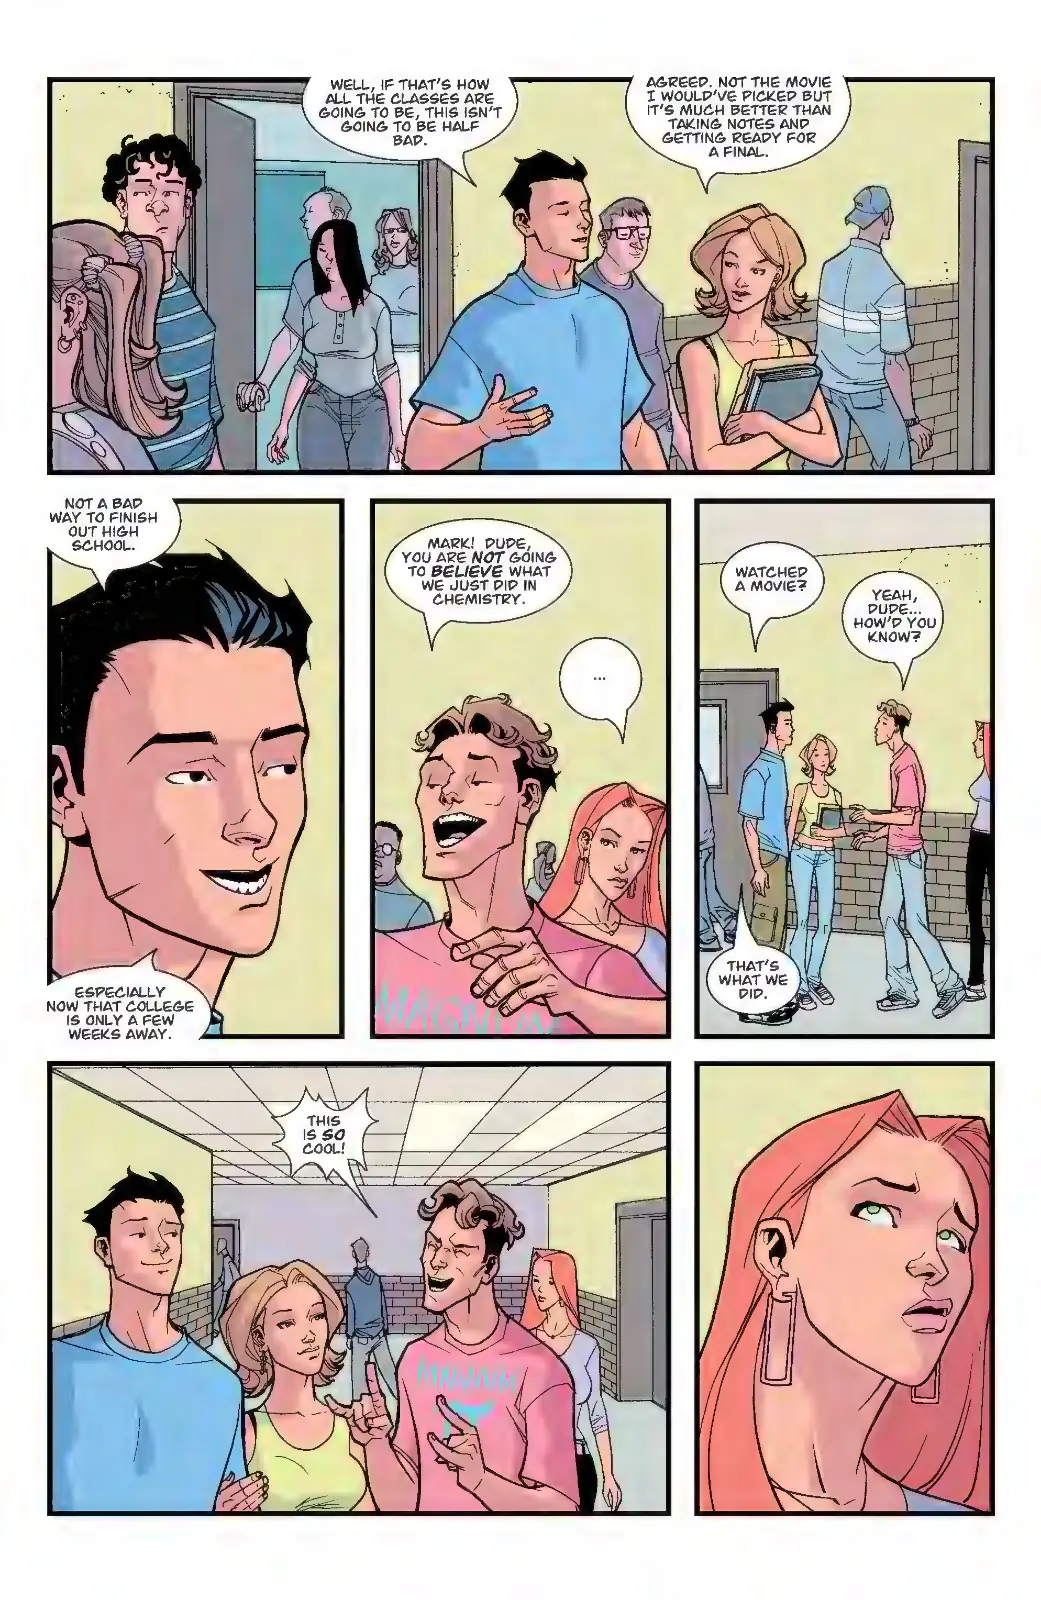 WELL, IF THAT'S HOW
ALL THE CLASSES ARE
GOING TO BE, THIS ISN'T
GOING TO BE HALF
BAD.
AGREED. NOT THE MOVIE
I WOULD'VE PICKED BUT
IT'S MUCH BETTER THAN
TAKING NOTES AND
GETTING READY FOR
A FINAL.
NOT A BAD
WAY TO FINISH
OUT HIGH
SCHOOL.
ESPECIALLY
NOW THAT COLLEGE
IS ONLY A FEW
WEEKS AWAY.
MARK! DUDE,
YOU ARE NOT GOING
TO BELIEVE WHAT
WE JUST DID IN
CHEMISTRY.
...
WATCHED
A MOVIE?
YEAH,
DUDE...
HOW'D YOU
KNOW?
THAT'S
WHAT WE
DID.
THIS
IS SO
COOL!